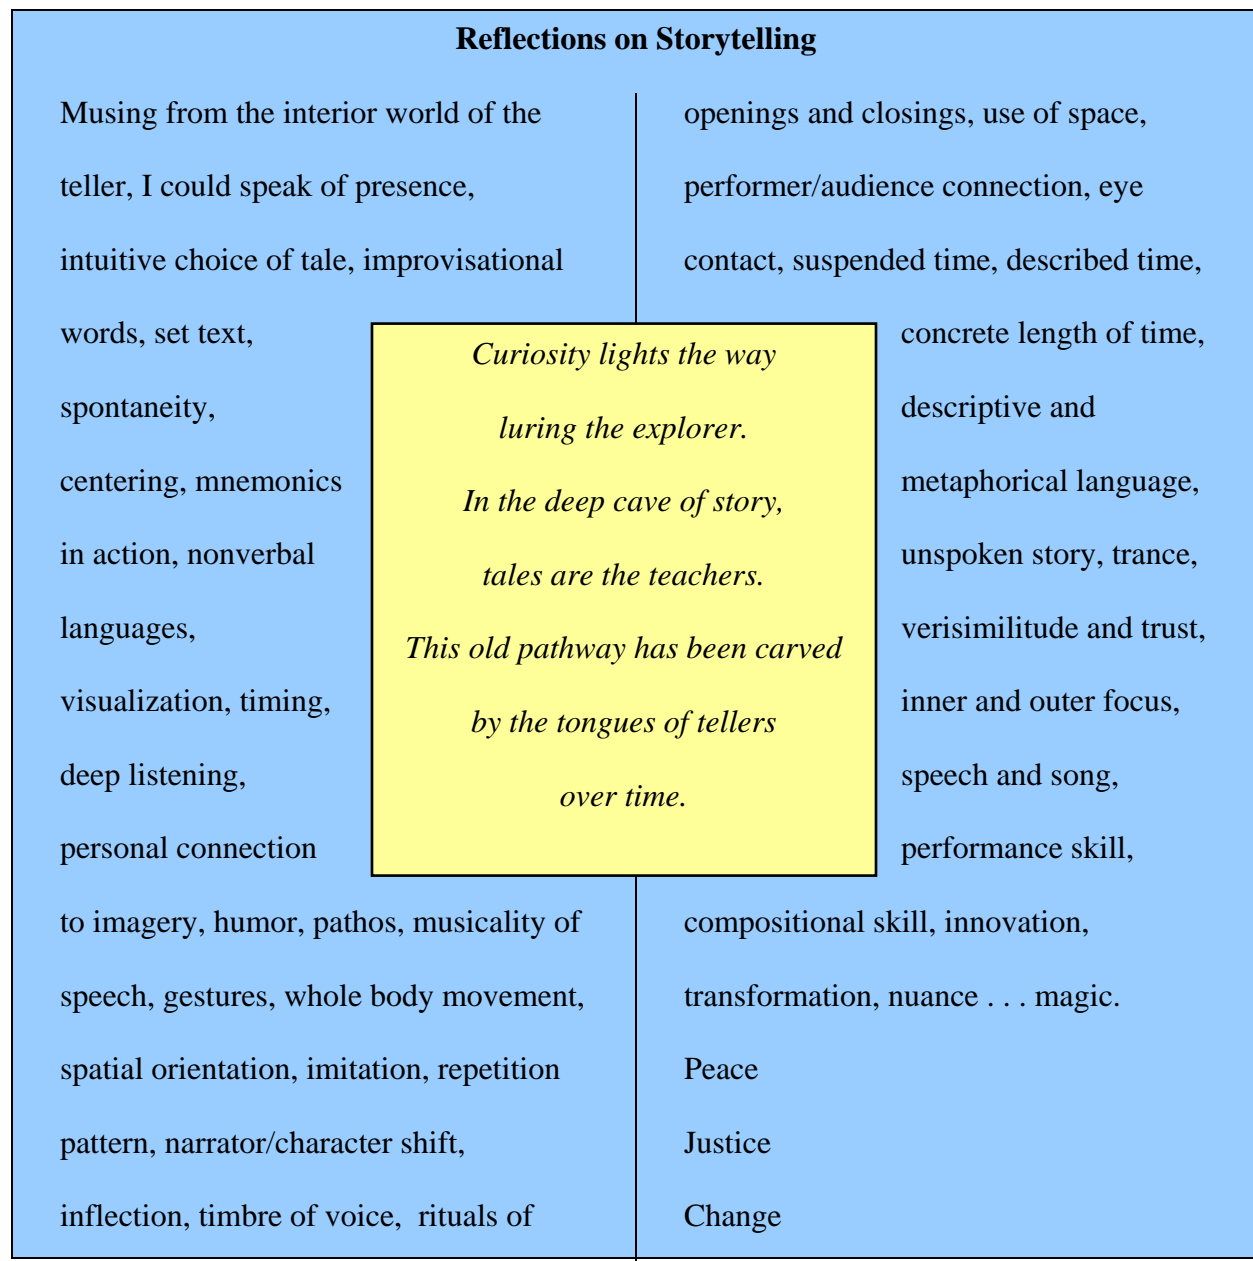 Reflections on Storytelling
Musing from the interior world of the
teller, I could speak of presence,
intuitive choice of tale, improvisational
words, set text,
spontaneity,
centering, mnemonics
in action, nonverbal
languages,
visualization, timing,
deep listening,
personal connection
to imagery, humor, pathos, musicality of
speech, gestures, whole body movement,
spatial orientation, imitation, repetition
pattern, narrator/character shift,
inflection, timbre of voice,  rituals of
openings and closings, use of space,
performer/audience connection, eye
contact, suspended time, described time,
concrete length of time,
descriptive and
metaphorical language,
unspoken story, trance,
verisimilitude and trust,
inner and outer focus,
speech and song,
performance skill,
compositional skill, innovation,
transformation, nuance . . . magic.
Peace
Justice
Change
Curiosity lights the way
luring the explorer.
In the deep cave of story,
tales are the teachers.
This old pathway has been carved
by the tongues of tellers
over time.